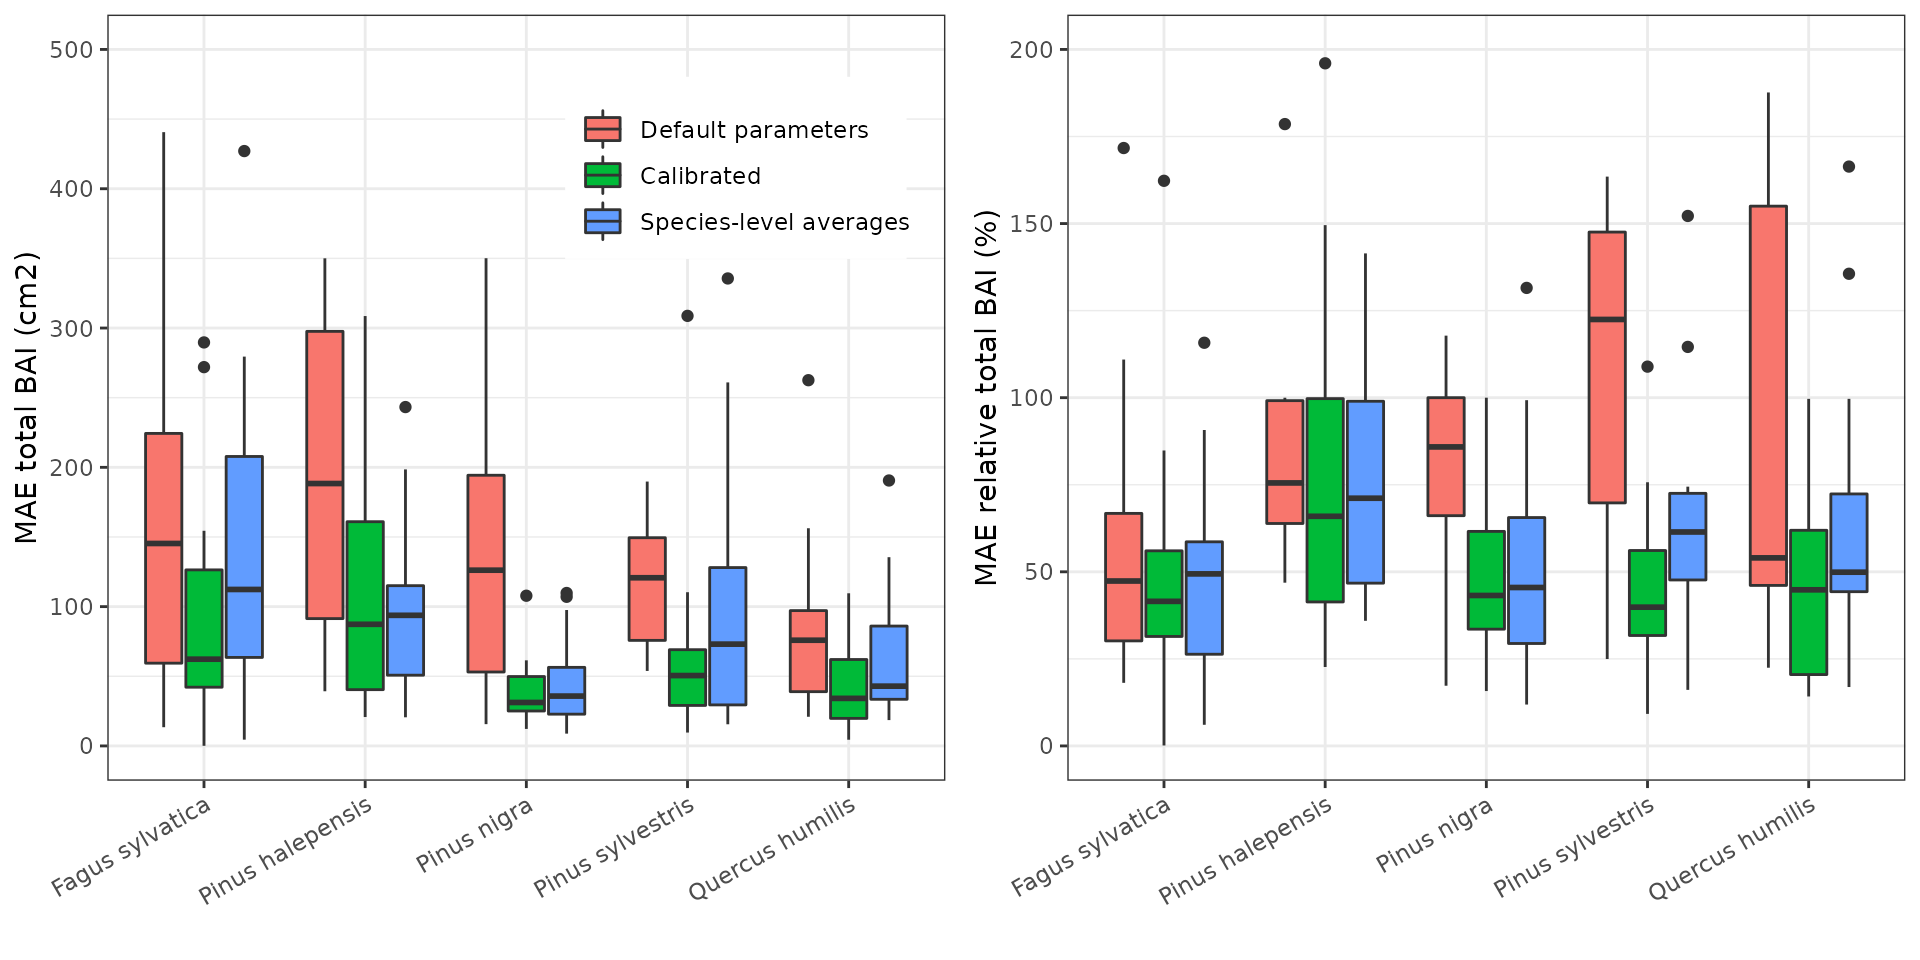 MAE total BAI (cm2)
500
400
300
200
100
0
Default parameters
Calibrated
Species-level averages
Fagus sylvatica
Pinus halepensis
Pinus nigra
Pinus sylvestris
Quercus humilis
MAE relative total BAI (%)
200
150
100
50
0
Fagus sylvatica
Pinus halepensis
Pinus nigra
Pinus sylvestris
Quercus humilis